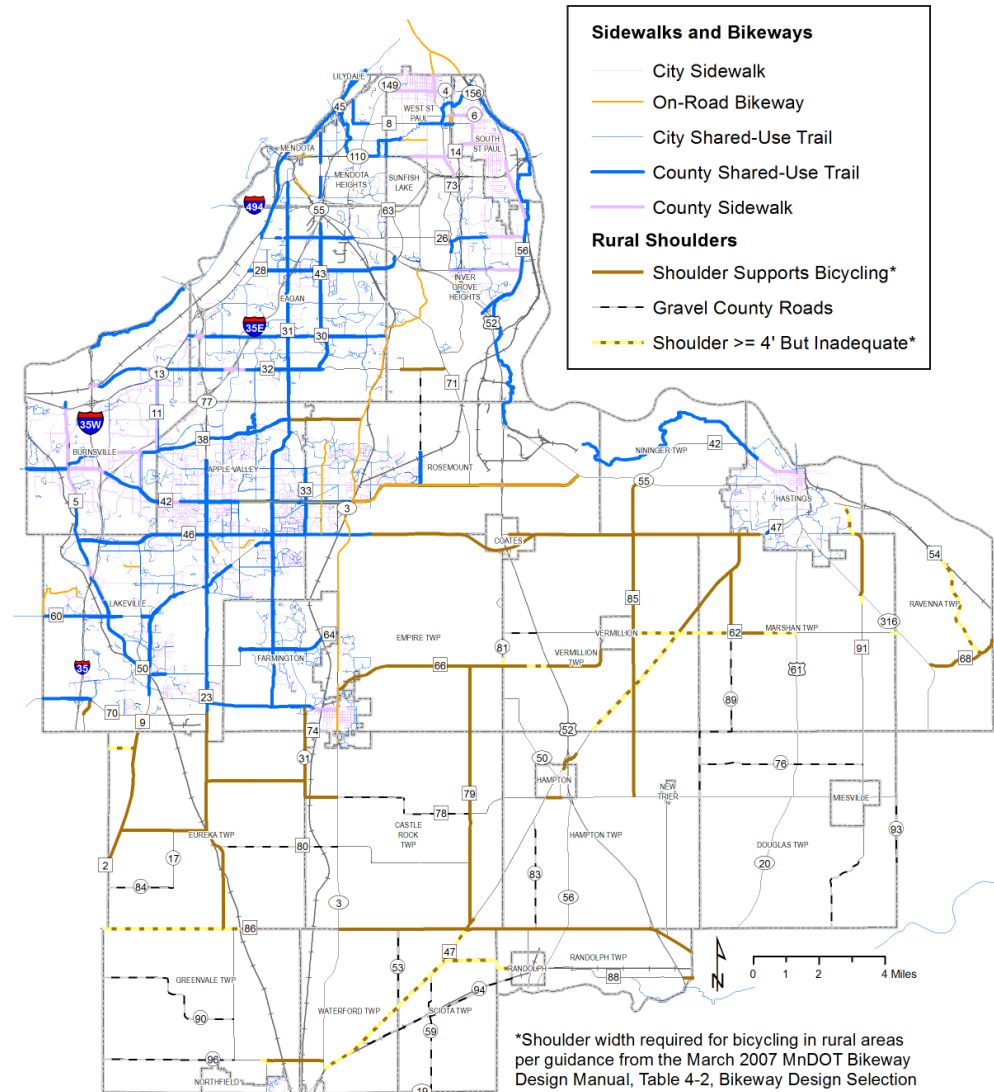 Sidewalks and Bikeways
City Sidewalk
On-Road Bikeway
City Shared-Use Trail
County Shared-Use Trail
County Sidewalk
Rural Shoulders
Shoulder Supports Bicycling*
Gravel County Roads
Shoulder >= 4' But Inadequate*
LILYDALE
149
4
156
45
WEST ST
PAUL
6
8
MENDOTA
SOUTH
ST PAUL
110
14
MENDOTA
HEIGHTS
SUNFISH
LAKE
73
494
55
63
26
56
28
43
INVER
GROVE
HEIGHTS
EAGAN
35E
31
30
52
13
32
71
11
77
35W
38
42
BURNSVILLE
APPLE VALLEY
ROSEMOUNT
NININGER TWP
55
5
42
33
3
HASTINGS
46
COATES
47
54
60
LAKEVILLE
85
RAVENNA TWP
64
EMPIRE TWP
VERMILLION
62
MARSHAN TWP
316
FARMINGTON
81
VERMILLION
TWP
66
61
91
68
35
50
23
89
70
9
74
52
31
50
76
HAMPTON
79
NEW
TRIER
MIESVILLE
78
CASTLE
ROCK
TWP
HAMPTON TWP
93
EUREKA TWP
80
DOUGLAS TWP
2
17
20
84
83
3
56
86
47
53
RANDOLPH
RANDOLPH TWP
GREENVALE TWP
88
94
90
WATERFORD TWP
SCIOTA TWP
59
96
NORTHFIELD
19
N
0 1 2 4 Miles
*Shoulder width required for bicycling in rural areas
per guidance from the March 2007 MnDOT Bikeway
Design Manual, Table 4-2, Bikeway Design Selection